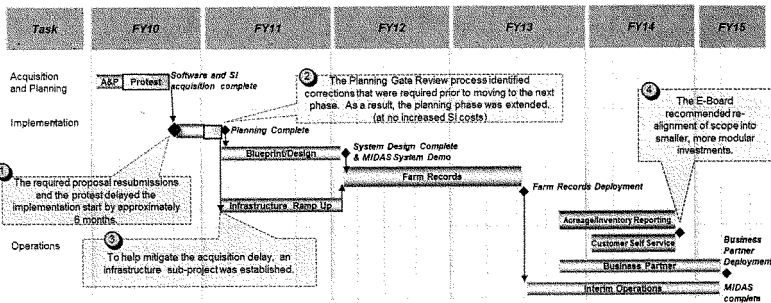 Task FY10 FY11 FY12 FY13 FY14 FY15
Acquisition
and Planning
A&P Protest
Software and SI
acquisition complete
2
The Planning Gate Review process identified
corrections that were required prior to moving to the next
phase. As a result, the planning phase was extended.
(at no increased SI costs)
4
The E-Board
recommended re-
alignment of scope into
smaller, more modular
investments.
Implementation
Planning Complete
Blueprint/Design
System Design Complete
& MIDAS System Demo
Farm Records
Farm Records Deployment
1
The required proposal resubmissions
and the protest delayed the
implementation start by approximately
6 months.
Infrastructure Ramp Up
Acreage/Inventory Reporting
Customer Self Service
Business
Partner
Deployment
Business Partner
Operations
3
To help mitigate the acquisition delay, an
infrastructure sub-project was established.
Interim Operations
MIDAS
complete